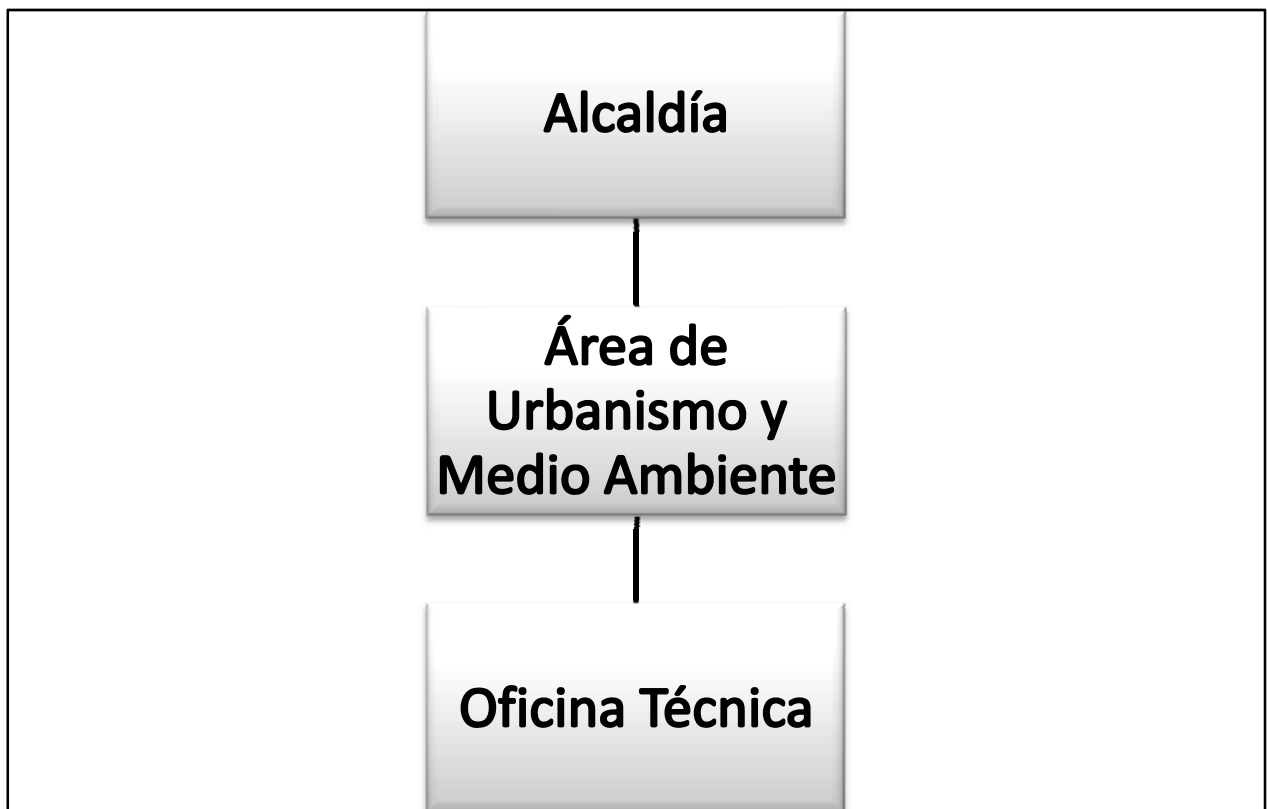 Alcaldía
Área de
Urbanismo y
Medio Ambiente
Oficina Técnica